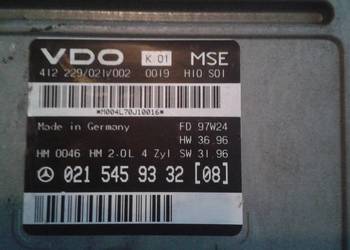 VDO K.01 MSE
412 229/021/002 0019 H10 S01
*M004L70J10016*
Made in Germany FD 97W24
HW 36.96
HM 0046 HM 2.0L 4 Zyl SW 31.96
021 545 93 32 [08]